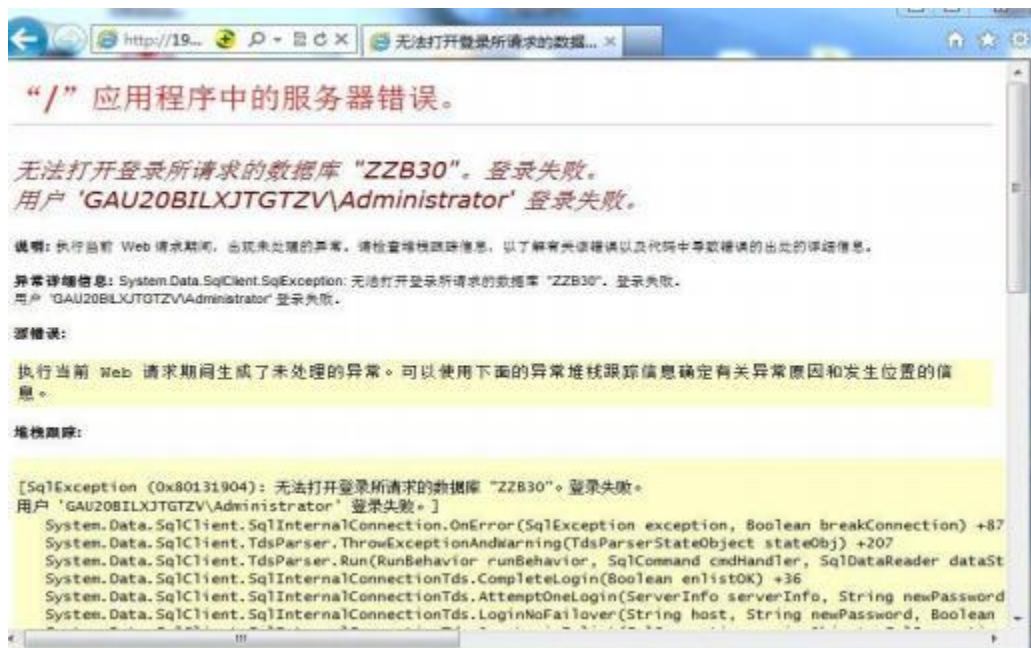 http://19...
无法打开登录所请求的数据... ×
“/”应用程序中的服务器错误。
无法打开登录所请求的数据库 "ZZB30"。登录失败。
用户 'GAU20BILXJTGTZV\Administrator' 登录失败。
说明: 执行当前 Web 请求期间，出现未处理的异常。请检查堆栈跟踪信息，以了解有关该错误以及代码中导致错误的出处的详细信息。
异常详细信息: System.Data.SqlClient.SqlException: 无法打开登录所请求的数据库 "ZZB30"。登录失败。
用户 'GAU20BILXJTGTZV\Administrator' 登录失败。
源错误:
执行当前 Web 请求期间生成了未处理的异常。可以使用下面的异常堆栈跟踪信息确定有关异常原因和发生位置的信
息。
堆栈跟踪:
[SqlException (0x80131904): 无法打开登录所请求的数据库 "ZZB30"。登录失败。
用户 'GAU20BILXJTGTZV\Administrator' 登录失败。]
System.Data.SqlClient.SqlInternalConnection.OnError(SqlException exception, Boolean breakConnection) +87
System.Data.SqlClient.TdsParser.ThrowExceptionAndWarning(TdsParserStateObject stateObj) +207
System.Data.SqlClient.TdsParser.Run(RunBehavior runBehavior, SqlCommand cmdHandler, SqlDataReader dataSt
System.Data.SqlClient.SqlInternalConnectionTds.CompleteLogin(Boolean enlistOK) +36
System.Data.SqlClient.SqlInternalConnectionTds.AttemptOneLogin(ServerInfo serverInfo, String newPassword
System.Data.SqlClient.SqlInternalConnectionTds.LoginNoFailover(String host, String newPassword, Boolean